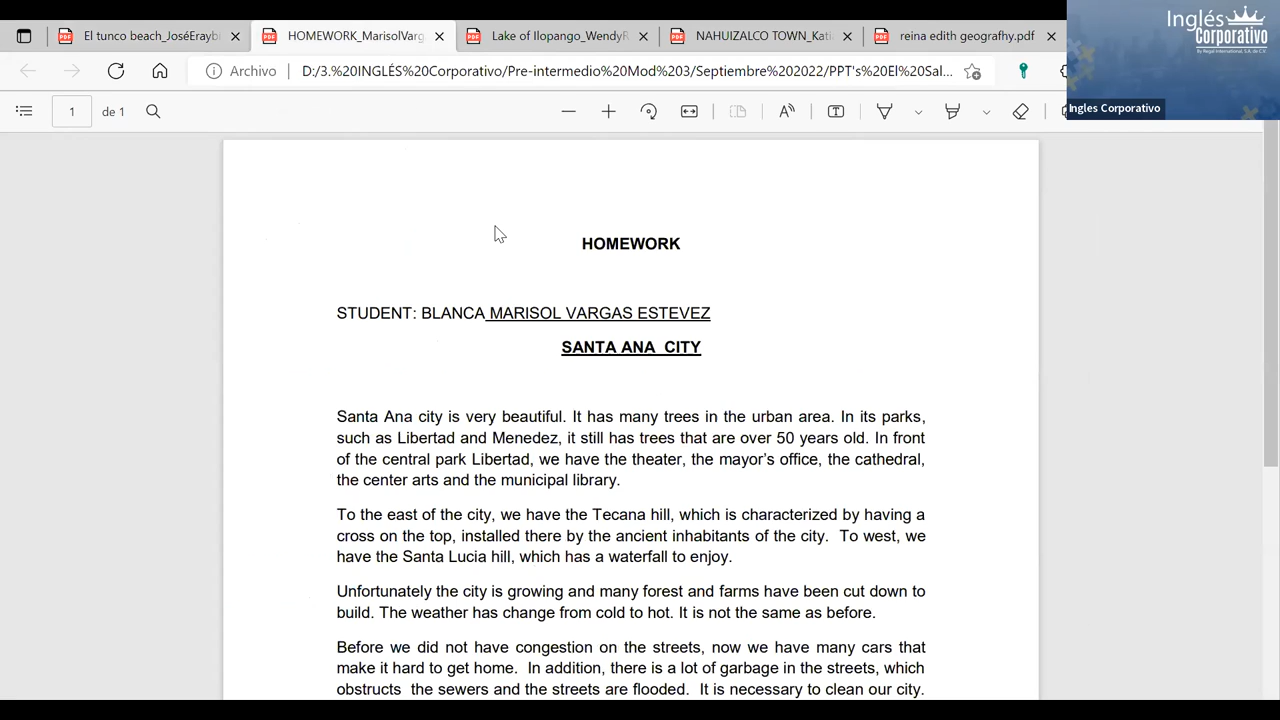 El tunco beach_JoséEraybi
HOMEWORK_MarisolVarg
Lake of Ilopango_WendyR
NAHUIZALCO TOWN_Kati
reina edith geografhy.pdf
Inglés
Corporativo
By Regal International, S.A. de C.V.
Archivo
D:/3.%20INGLÉS%20Corporativo/Pre-intermedio%20Mod%203/Septiembre%202022/PPT's%20El%20Sal...
Ingles Corporativo
1 de 1
HOMEWORK
STUDENT: BLANCA MARISOL VARGAS ESTEVEZ
SANTA ANA CITY
Santa Ana city is very beautiful. It has many trees in the urban area. In its parks,
such as Libertad and Menedez, it still has trees that are over 50 years old. In front
of the central park Libertad, we have the theater, the mayor's office, the cathedral,
the center arts and the municipal library.
To the east of the city, we have the Tecana hill, which is characterized by having a
cross on the top, installed there by the ancient inhabitants of the city. To west, we
have the Santa Lucia hill, which has a waterfall to enjoy.
Unfortunately the city is growing and many forest and farms have been cut down to
build. The weather has change from cold to hot. It is not the same as before.
Before we did not have congestion on the streets, now we have many cars that
make it hard to get home. In addition, there is a lot of garbage in the streets, which
obstructs the sewers and the streets are flooded. It is necessary to clean our city.